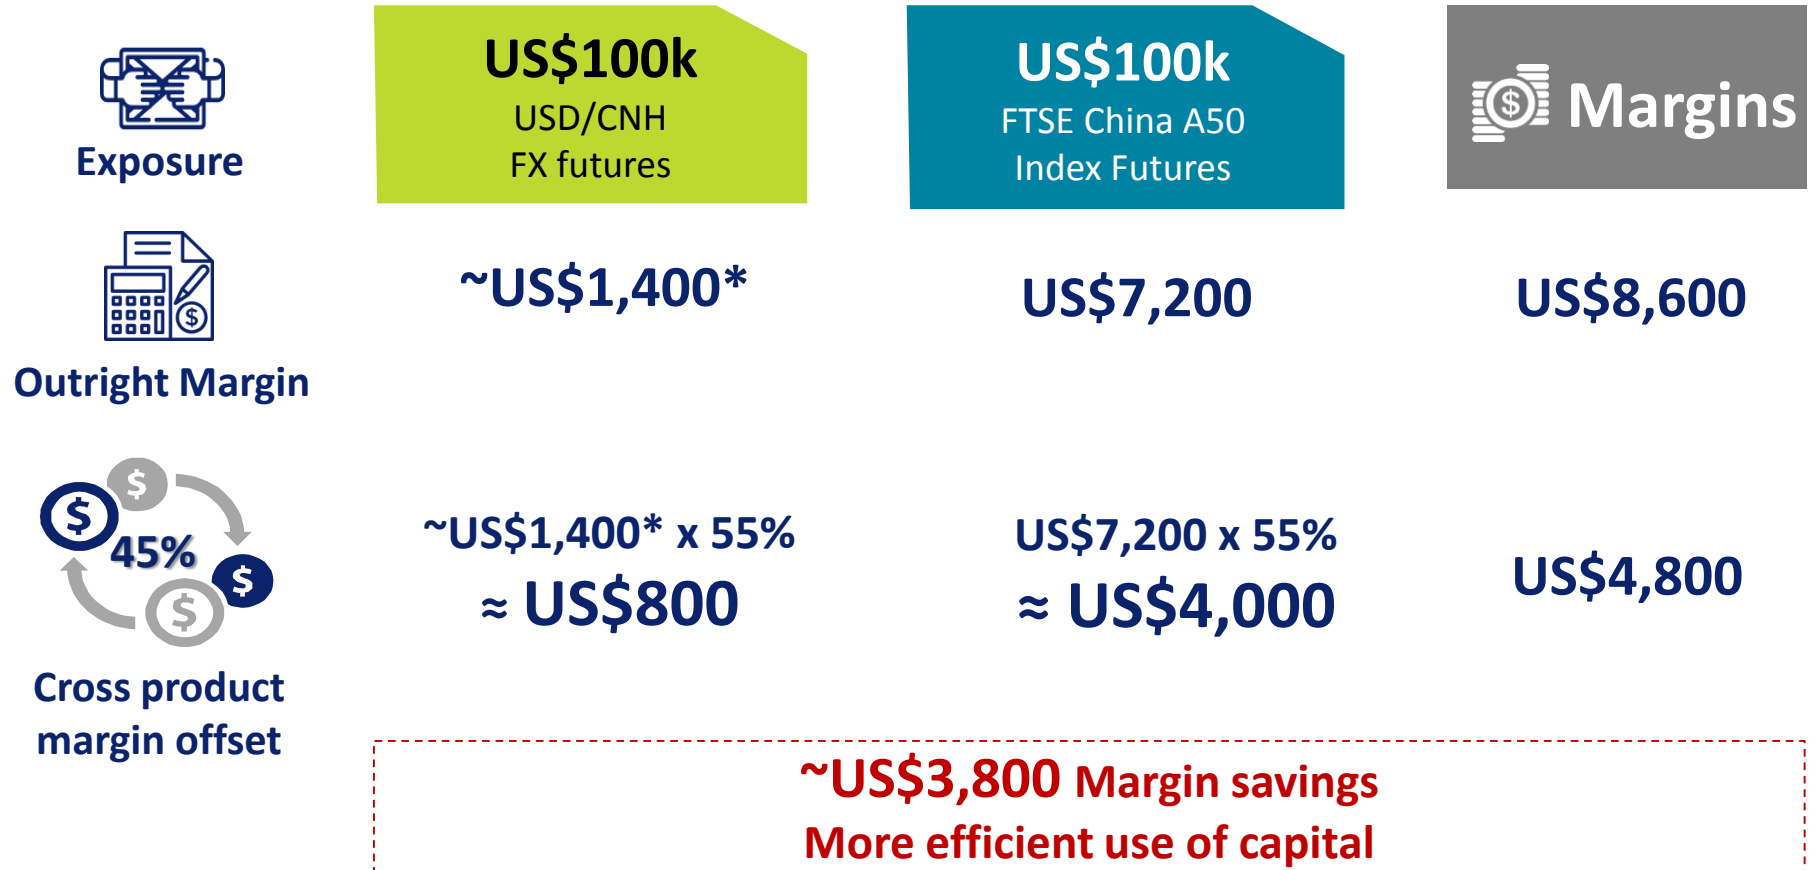 US$100k
USD/CNH
FX futures
US$100k
FTSE China A50
Index Futures
$
Margins
Exposure
~US$1,400*
US$7,200
US$8,600
$
Outright Margin
$
$
45%
$
$
~US$1,400* x 55%
≈ US$800
US$7,200 x 55%
≈ US$4,000
US$4,800
Cross product
margin offset
~US$3,800 Margin savings
More efficient use of capital